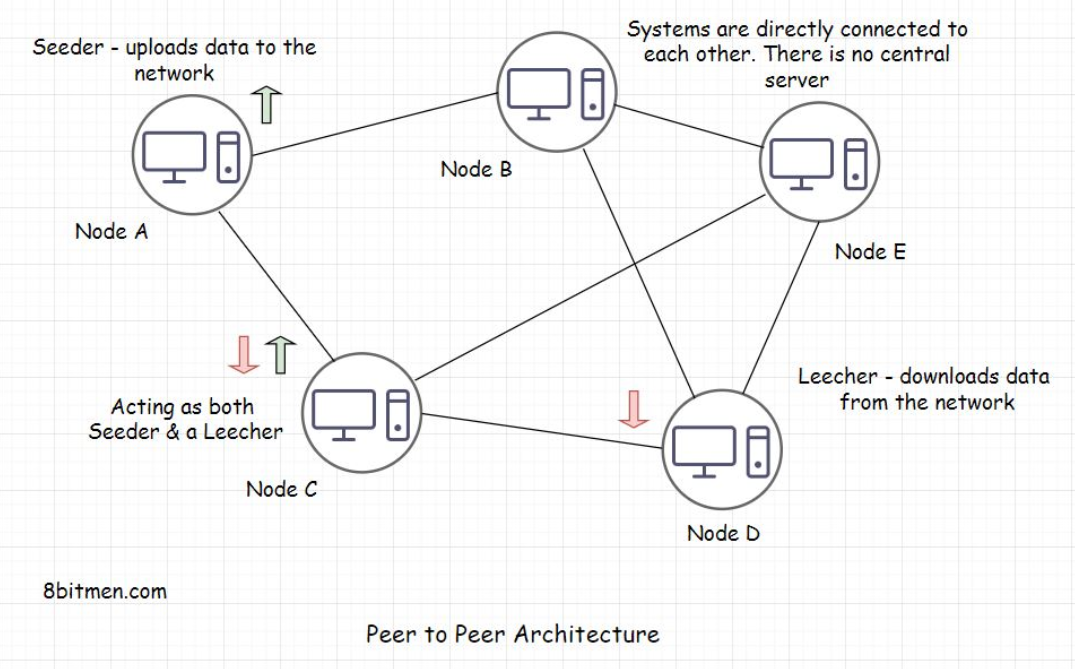 Seeder - uploads data to the
network
Systems are directly connected to
each other. There is no central
server
Node B
Node A
Node E
Leecher - downloads data
from the network
Acting as both
Seeder & a Leecher
Node C
Node D
8bitmen.com
Peer to Peer Architecture